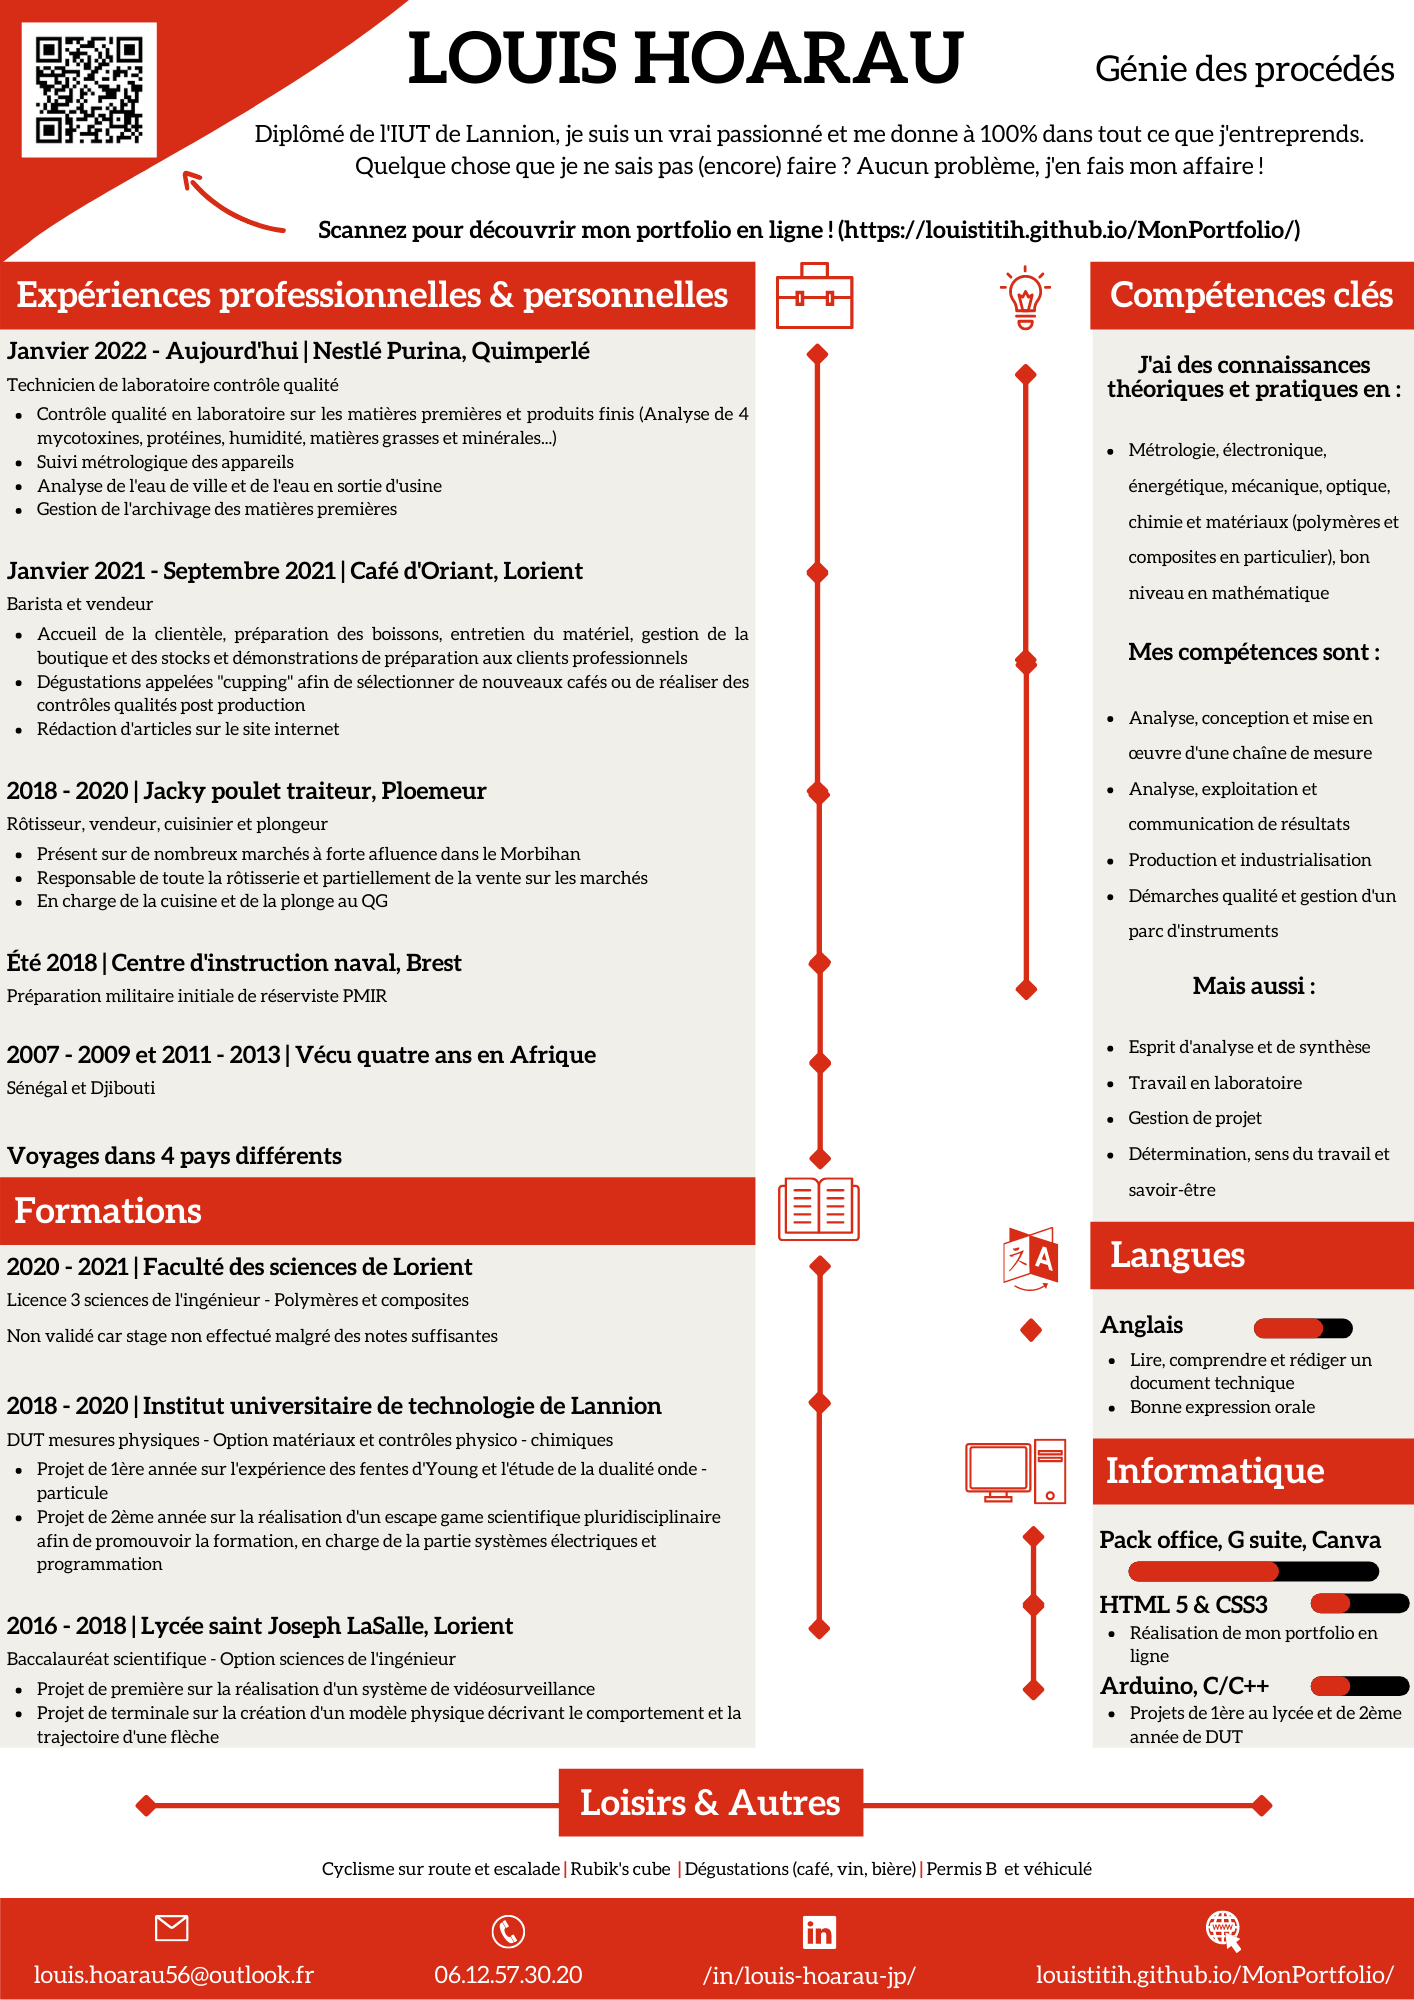 LOUIS HOARAU
Génie des procédés
Diplômé de l'IUT de Lannion, je suis un vrai passionné et me donne à 100% dans tout ce que j'entreprends.
Quelque chose que je ne sais pas (encore) faire ? Aucun problème, j'en fais mon affaire !
Scannez pour découvrir mon portfolio en ligne ! (https://louistitih.github.io/MonPortfolio/)
Expériences professionnelles & personnelles
Janvier 2022 - Aujourd'hui | Nestlé Purina, Quimperlé
Technicien de laboratoire contrôle qualité
• Contrôle qualité en laboratoire sur les matières premières et produits finis (Analyse de 4
mycotoxines, protéines, humidité, matières grasses et minérales...)
• Suivi métrologique des appareils
• Analyse de l'eau de ville et de l'eau en sortie d'usine
• Gestion de l'archivage des matières premières
Janvier 2021 - Septembre 2021 | Café d'Oriant, Lorient
Barista et vendeur
• Accueil de la clientèle, préparation des boissons, entretien du matériel, gestion de la
boutique et des stocks et démonstrations de préparation aux clients professionnels
• Dégustations appelées "cupping" afin de sélectionner de nouveaux cafés ou de réaliser des
contrôles qualités post production
• Rédaction d'articles sur le site internet
2018 - 2020 | Jacky poulet traiteur, Ploemeur
Rôtisseur, vendeur, cuisinier et plongeur
• Présent sur de nombreux marchés à forte afluence dans le Morbihan
• Responsable de toute la rôtisserie et partiellement de la vente sur les marchés
• En charge de la cuisine et de la plonge au QG
Été 2018 | Centre d'instruction naval, Brest
Préparation militaire initiale de réserviste PMIR
2007 - 2009 et 2011 - 2013 | Vécu quatre ans en Afrique
Sénégal et Djibouti
Voyages dans 4 pays différents
Formations
2020 - 2021 | Faculté des sciences de Lorient
Licence 3 sciences de l'ingénieur - Polymères et composites
Non validé car stage non effectué malgré des notes suffisantes
2018 - 2020 | Institut universitaire de technologie de Lannion
DUT mesures physiques - Option matériaux et contrôles physico - chimiques
• Projet de 1ère année sur l'expérience des fentes d'Young et l'étude de la dualité onde -
particule
• Projet de 2ème année sur la réalisation d'un escape game scientifique pluridisciplinaire
afin de promouvoir la formation, en charge de la partie systèmes électriques et
programmation
2016 - 2018 | Lycée saint Joseph LaSalle, Lorient
Baccalauréat scientifique - Option sciences de l'ingénieur
• Projet de première sur la réalisation d'un système de vidéosurveillance
• Projet de terminale sur la création d'un modèle physique décrivant le comportement et la
trajectoire d'une flèche
Compétences clés
J'ai des connaissances
théoriques et pratiques en :
• Métrologie, électronique,
énergétique, mécanique, optique,
chimie et matériaux (polymères et
composites en particulier), bon
niveau en mathématique
Mes compétences sont :
• Analyse, conception et mise en
œuvre d'une chaîne de mesure
• Analyse, exploitation et
communication de résultats
• Production et industrialisation
• Démarches qualité et gestion d'un
parc d'instruments
Mais aussi :
• Esprit d'analyse et de synthèse
• Travail en laboratoire
• Gestion de projet
• Détermination, sens du travail et
savoir-être
A
Langues
Anglais
• Lire, comprendre et rédiger un
document technique
• Bonne expression orale
Informatique
Pack office, G suite, Canva
HTML 5 & CSS3
• Réalisation de mon portfolio en
ligne
Arduino, C/C++
• Projets de 1ère au lycée et de 2ème
année de DUT
Loisirs & Autres
Cyclisme sur route et escalade | Rubik's cube | Dégustations (café, vin, bière) | Permis B et véhiculé
in
www
louis.hoarau56@outlook.fr
06.12.57.30.20
/in/louis-hoarau-jp/
louistitih.github.io/MonPortfolio/